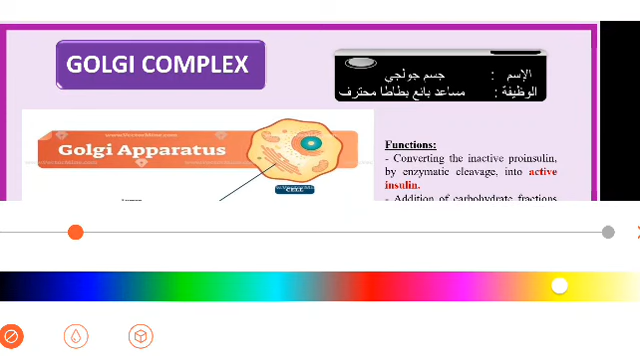 GOLGI COMPLEX
الإسم : جسم جولجي
الوظيفة : مساعد بائع بطاطا محترف
Golgi Apparatus
CELL
Functions:
- Converting the inactive proinsulin,
by enzymatic cleavage, into active
insulin.
- Addition of carbohydrate fractions